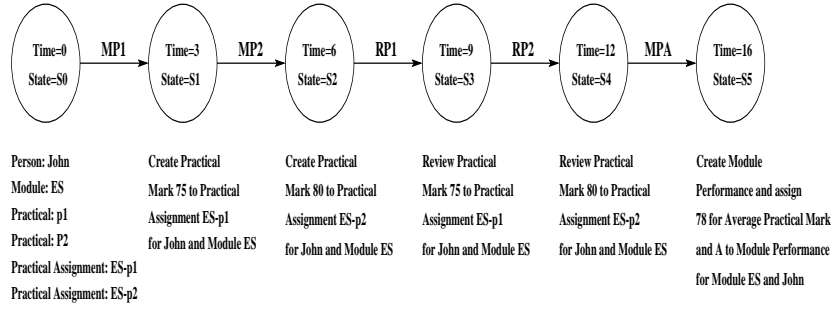 Time=0
State=S0
MP1
Time=3
State=S1
MP2
Time=6
State=S2
RP1
Time=9
State=S3
RP2
Time=12
State=S4
MPA
Time=16
State=S5
Person: John
Module: ES
Practical: p1
Practical: P2
Practical Assignment: ES-p1
Practical Assignment: ES-p2
Create Practical
Mark 75 to Practical
Assignment ES-p1
for John and Module ES
Create Practical
Mark 80 to Practical
Assignment ES-p2
for John and Module ES
Review Practical
Mark 75 to Practical
Assignment ES-p1
for John and Module ES
Review Practical
Mark 80 to Practical
Assignment ES-p2
for John and Module ES
Create Module
Performance and assign
78 for Average Practical Mark
and A to Module Performance
for Module ES and John